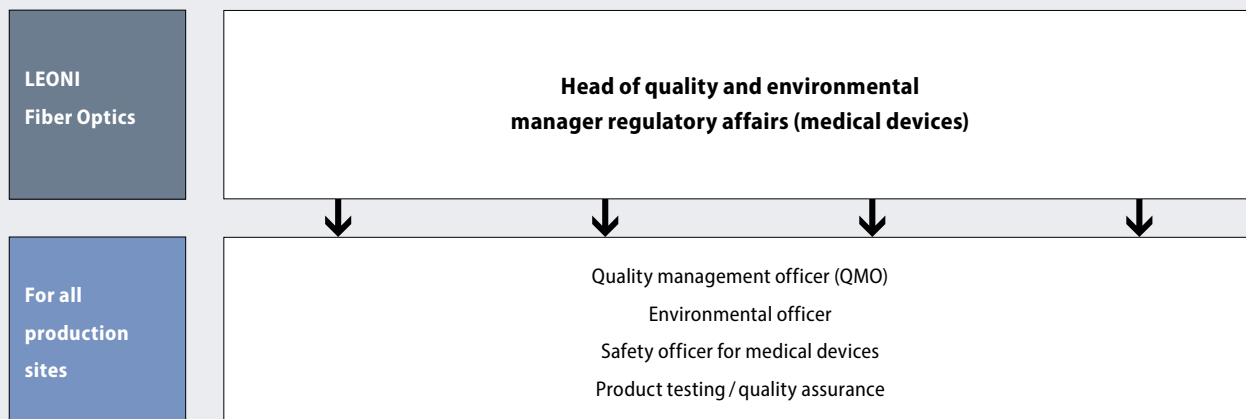 LEONI
Fiber Optics
Head of quality and environmental
manager regulatory affairs (medical devices)
For all
production
sites
Quality management officer (QMO)
Environmental officer
Safety officer for medical devices
Product testing / quality assurance